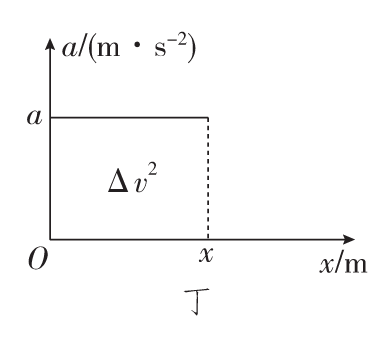 a/(m · s⁻²)
a
Δv²
O
x
x/m
丁